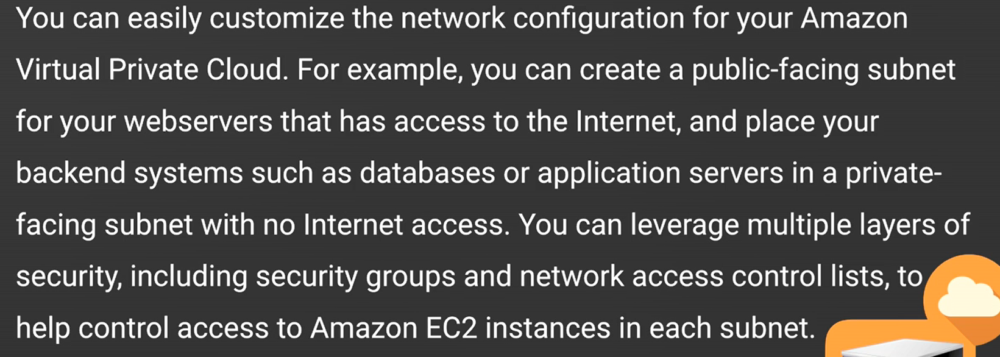 You can easily customize the network configuration for your Amazon
Virtual Private Cloud. For example, you can create a public-facing subnet
for your webservers that has access to the Internet, and place your
backend systems such as databases or application servers in a private-
facing subnet with no Internet access. You can leverage multiple layers of
security, including security groups and network access control lists, to
help control access to Amazon EC2 instances in each subnet.